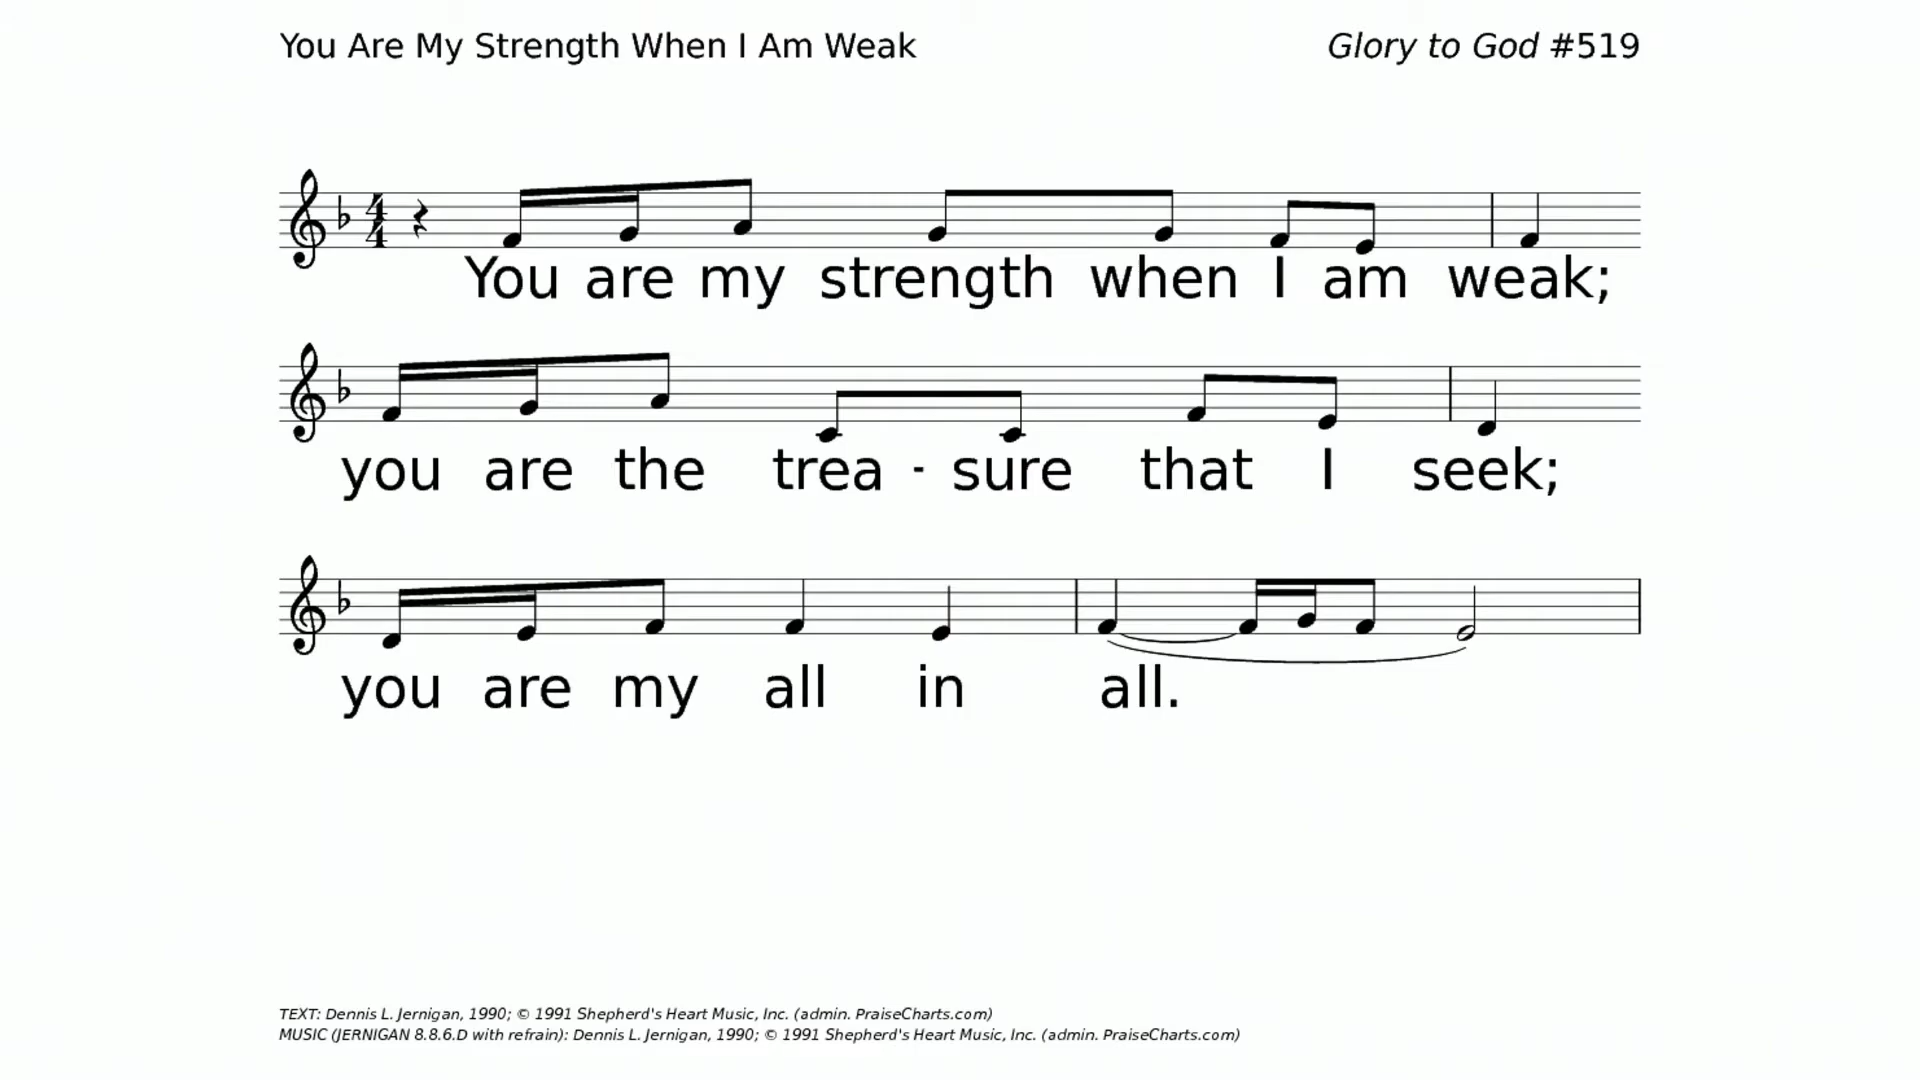 You Are My Strength When I Am Weak
Glory to God #519
You are my strength when I am weak;
you are the trea - sure that I seek;
you are my all in all.
TEXT: Dennis L. Jernigan, 1990; © 1991 Shepherd's Heart Music, Inc. (admin. PraiseCharts.com)
MUSIC (JERNIGAN 8.8.6.D with refrain): Dennis L. Jernigan, 1990; © 1991 Shepherd's Heart Music, Inc. (admin. PraiseCharts.com)